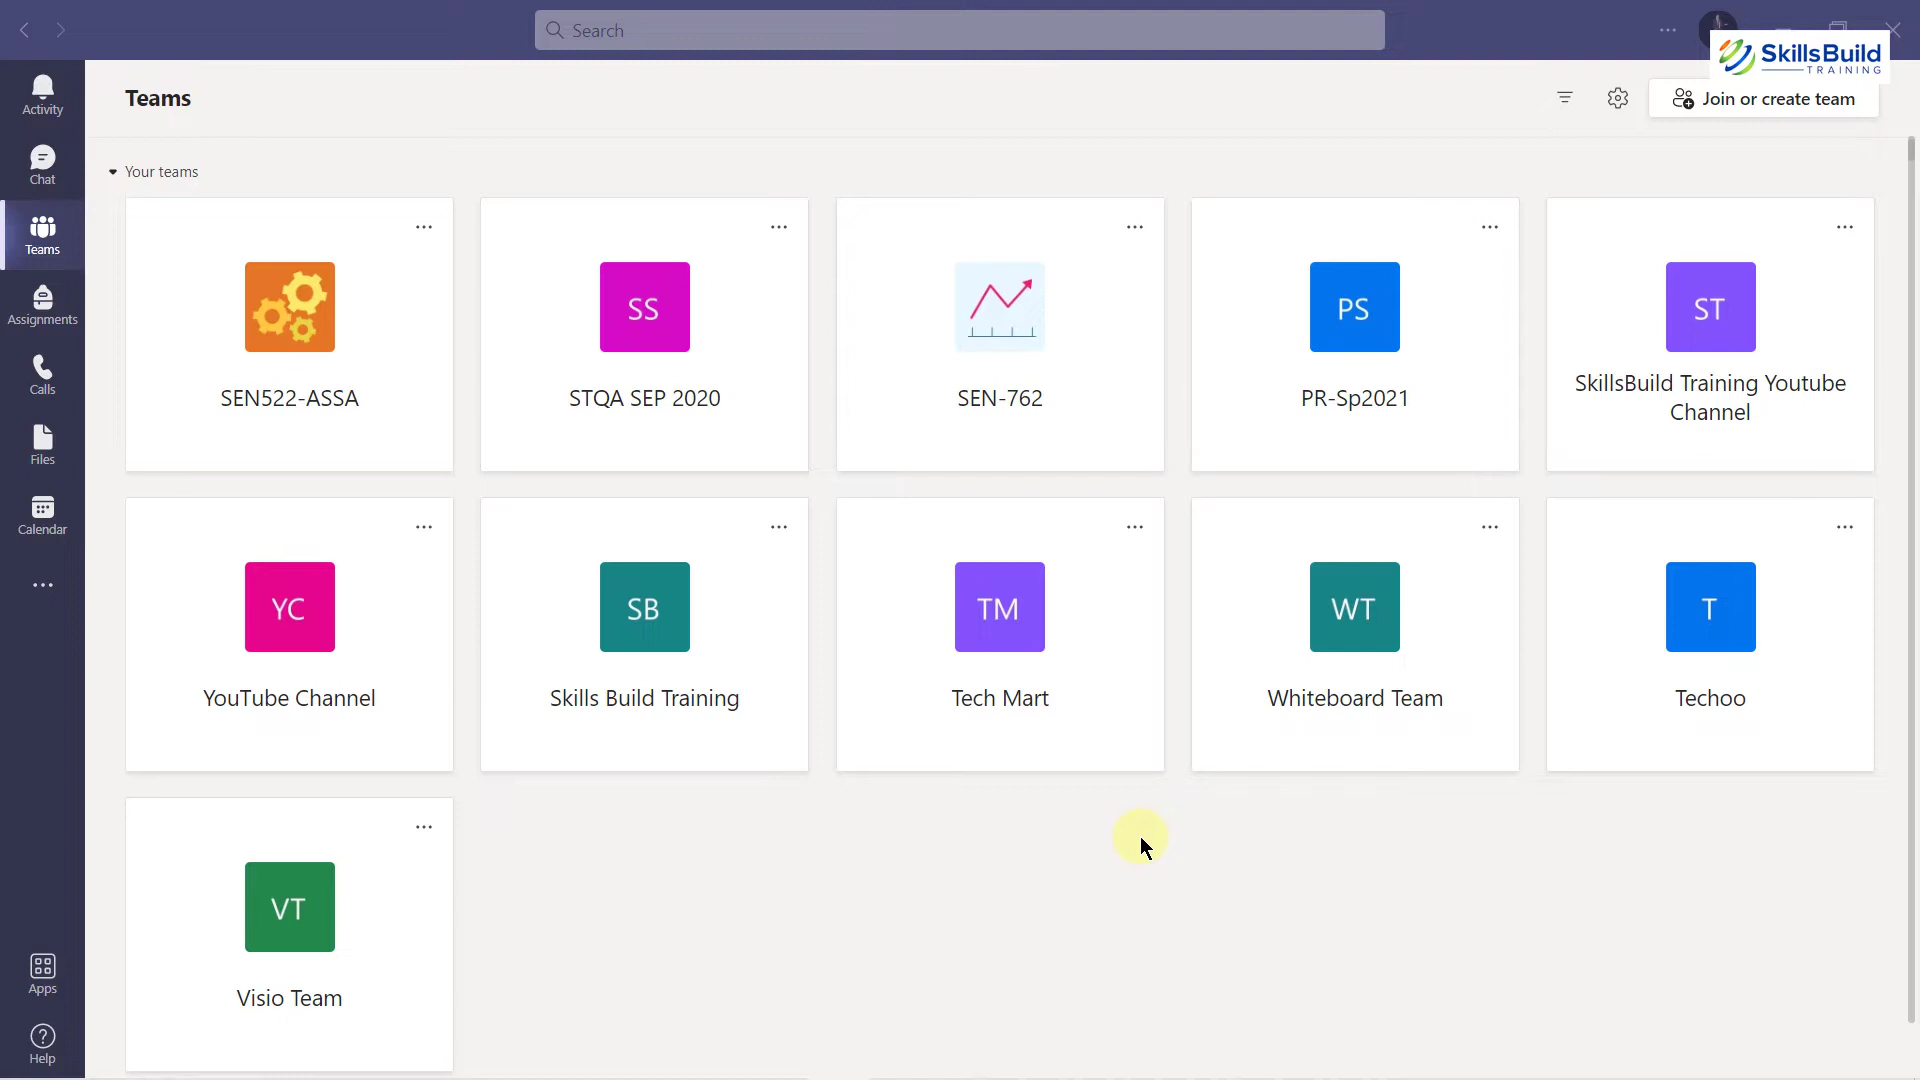 Search
SkillsBuild
TRAINING
Activity
Chat
Teams
Assignments
Calls
Files
Calendar
Apps
Help
Teams
Join or create team
Your teams
SEN522-ASSA
SS
STQA SEP 2020
SEN-762
PS
PR-Sp2021
ST
SkillsBuild Training Youtube
Channel
YC
YouTube Channel
SB
Skills Build Training
TM
Tech Mart
WT
Whiteboard Team
T
Techoo
VT
Visio Team